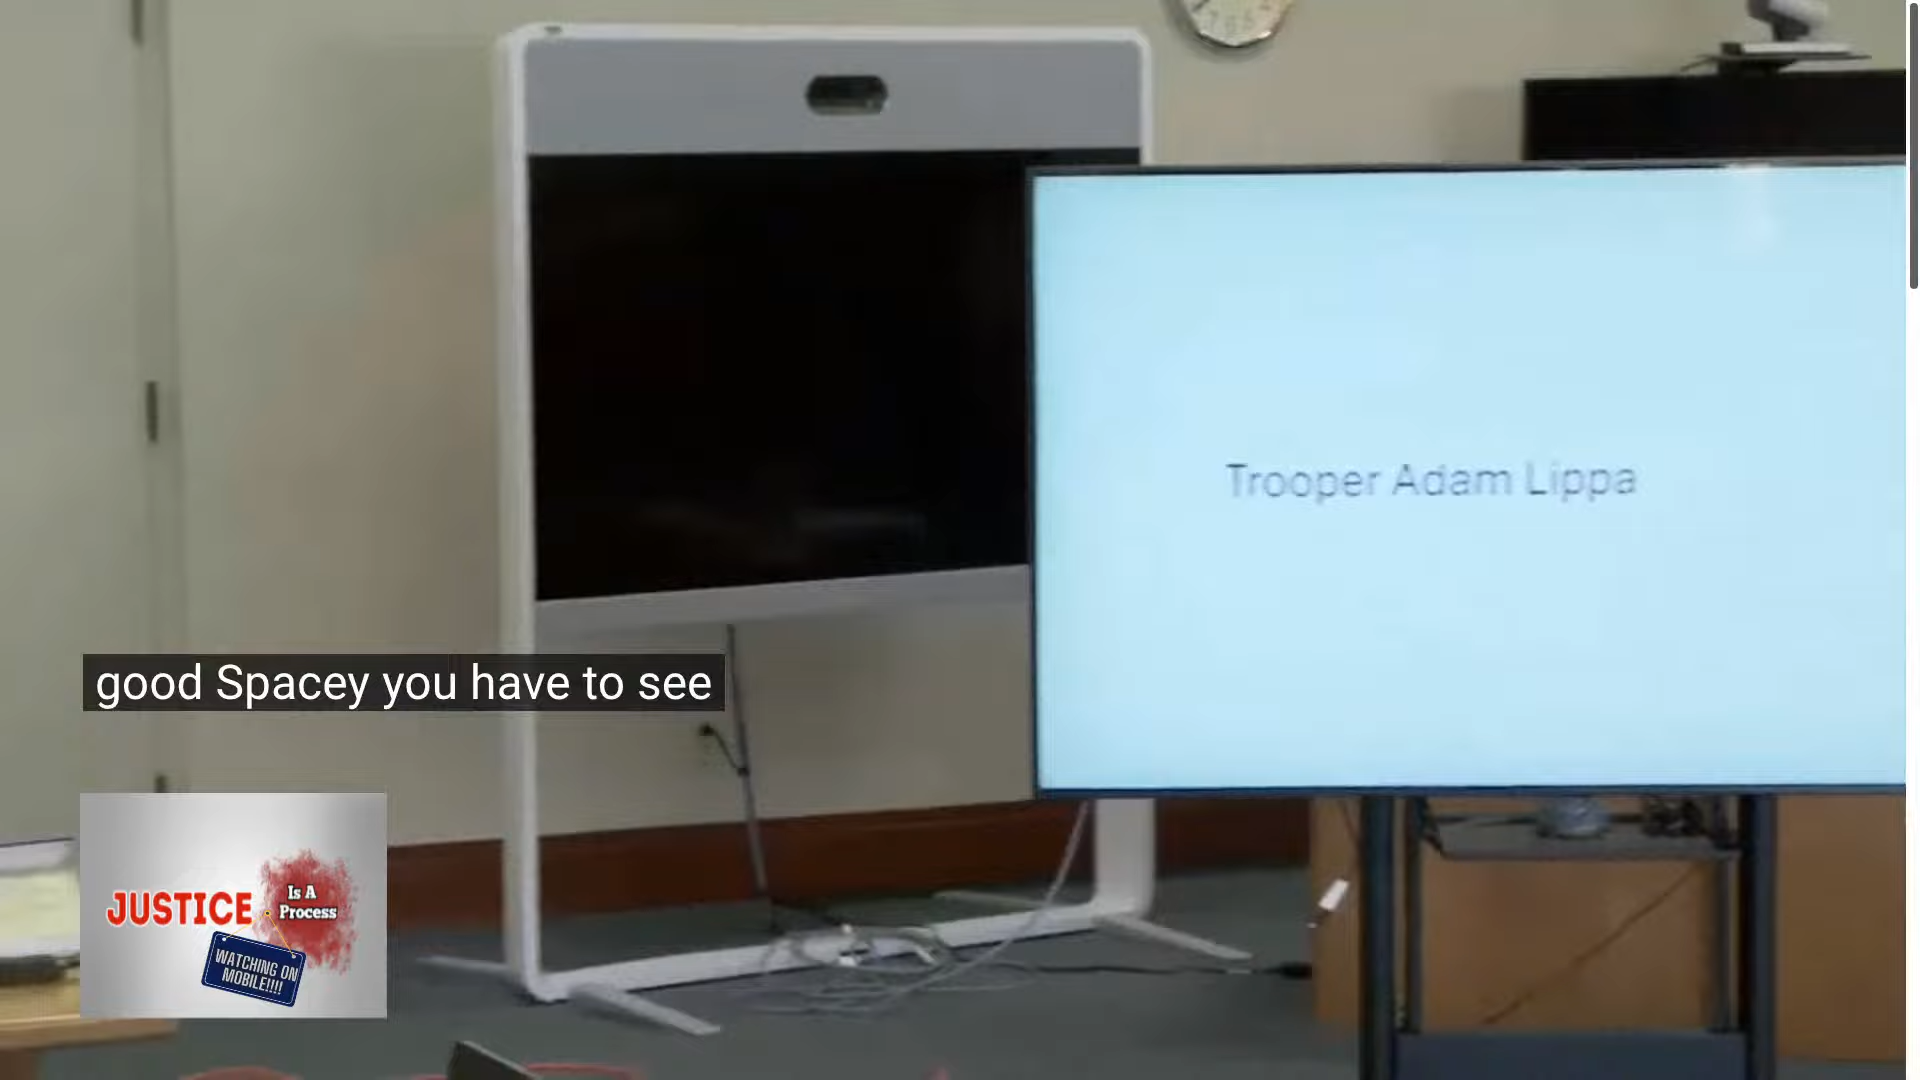 Trooper Adam Lippa
good Spacey you have to see
JUSTICE
Is A
Process
WATCHING ON
MOBILE!!!!